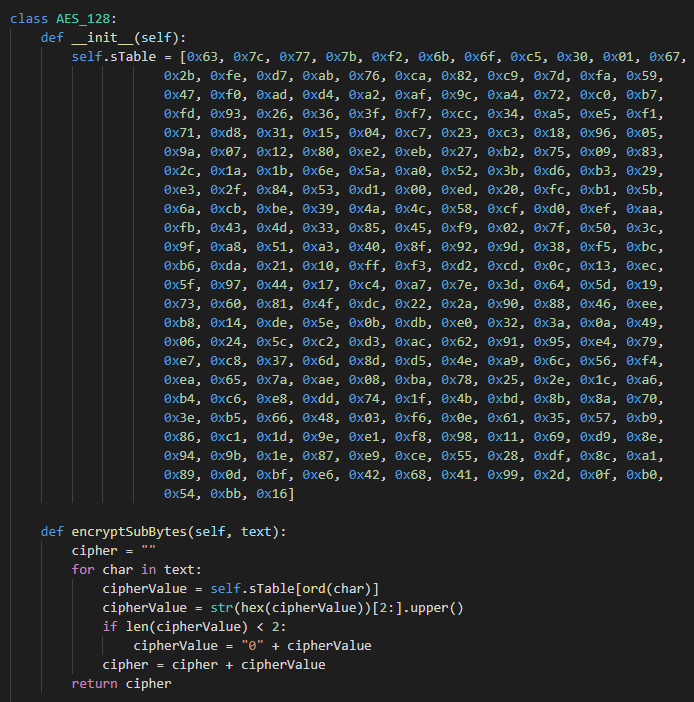 class AES_128:
    def __init__(self):
        self.sTable = [0x63, 0x7c, 0x77, 0x7b, 0xf2, 0x6b, 0x6f, 0xc5, 0x30, 0x01, 0x67,
                    0x2b, 0xfe, 0xd7, 0xab, 0x76, 0xca, 0x82, 0xc9, 0x7d, 0xfa, 0x59,
                    0x47, 0xf0, 0xad, 0xd4, 0xa2, 0xaf, 0x9c, 0xa4, 0x72, 0xc0, 0xb7,
                    0xfd, 0x93, 0x26, 0x36, 0x3f, 0xf7, 0xcc, 0x34, 0xa5, 0xe5, 0xf1,
                    0x71, 0xd8, 0x31, 0x15, 0x04, 0xc7, 0x23, 0xc3, 0x18, 0x96, 0x05,
                    0x9a, 0x07, 0x12, 0x80, 0xe2, 0xeb, 0x27, 0xb2, 0x75, 0x09, 0x83,
                    0x2c, 0x1a, 0x1b, 0x6e, 0x5a, 0xa0, 0x52, 0x3b, 0xd6, 0xb3, 0x29,
                    0xe3, 0x2f, 0x84, 0x53, 0xd1, 0x00, 0xed, 0x20, 0xfc, 0xb1, 0x5b,
                    0x6a, 0xcb, 0xbe, 0x39, 0x4a, 0x4c, 0x58, 0xcf, 0xd0, 0xef, 0xaa,
                    0xfb, 0x43, 0x4d, 0x33, 0x85, 0x45, 0xf9, 0x02, 0x7f, 0x50, 0x3c,
                    0x9f, 0xa8, 0x51, 0xa3, 0x40, 0x8f, 0x92, 0x9d, 0x38, 0xf5, 0xbc,
                    0xb6, 0xda, 0x21, 0x10, 0xff, 0xf3, 0xd2, 0xcd, 0x0c, 0x13, 0xec,
                    0x5f, 0x97, 0x44, 0x17, 0xc4, 0xa7, 0x7e, 0x3d, 0x64, 0x5d, 0x19,
                    0x73, 0x60, 0x81, 0x4f, 0xdc, 0x22, 0x2a, 0x90, 0x88, 0x46, 0xee,
                    0xb8, 0x14, 0xde, 0x5e, 0x0b, 0xdb, 0xe0, 0x32, 0x3a, 0x0a, 0x49,
                    0x06, 0x24, 0x5c, 0xc2, 0xd3, 0xac, 0x62, 0x91, 0x95, 0xe4, 0x79,
                    0xe7, 0xc8, 0x37, 0x6d, 0x8d, 0xd5, 0x4e, 0xa9, 0x6c, 0x56, 0xf4,
                    0xea, 0x65, 0x7a, 0xae, 0x08, 0xba, 0x78, 0x25, 0x2e, 0x1c, 0xa6,
                    0xb4, 0xc6, 0xe8, 0xdd, 0x74, 0x1f, 0x4b, 0xbd, 0x8b, 0x8a, 0x70,
                    0x3e, 0xb5, 0x66, 0x48, 0x03, 0xf6, 0x0e, 0x61, 0x35, 0x57, 0xb9,
                    0x86, 0xc1, 0x1d, 0x9e, 0xe1, 0xf8, 0x98, 0x11, 0x69, 0xd9, 0x8e,
                    0x94, 0x9b, 0x1e, 0x87, 0xe9, 0xce, 0x55, 0x28, 0xdf, 0x8c, 0xa1,
                    0x89, 0x0d, 0xbf, 0xe6, 0x42, 0x68, 0x41, 0x99, 0x2d, 0x0f, 0xb0,
                    0x54, 0xbb, 0x16]

    def encryptSubBytes(self, text):
        cipher = ""
        for char in text:
            cipherValue = self.sTable[ord(char)]
            cipherValue = str(hex(cipherValue))[2:].upper()
            if len(cipherValue) < 2:
                cipherValue = "0" + cipherValue
            cipher = cipher + cipherValue
        return cipher